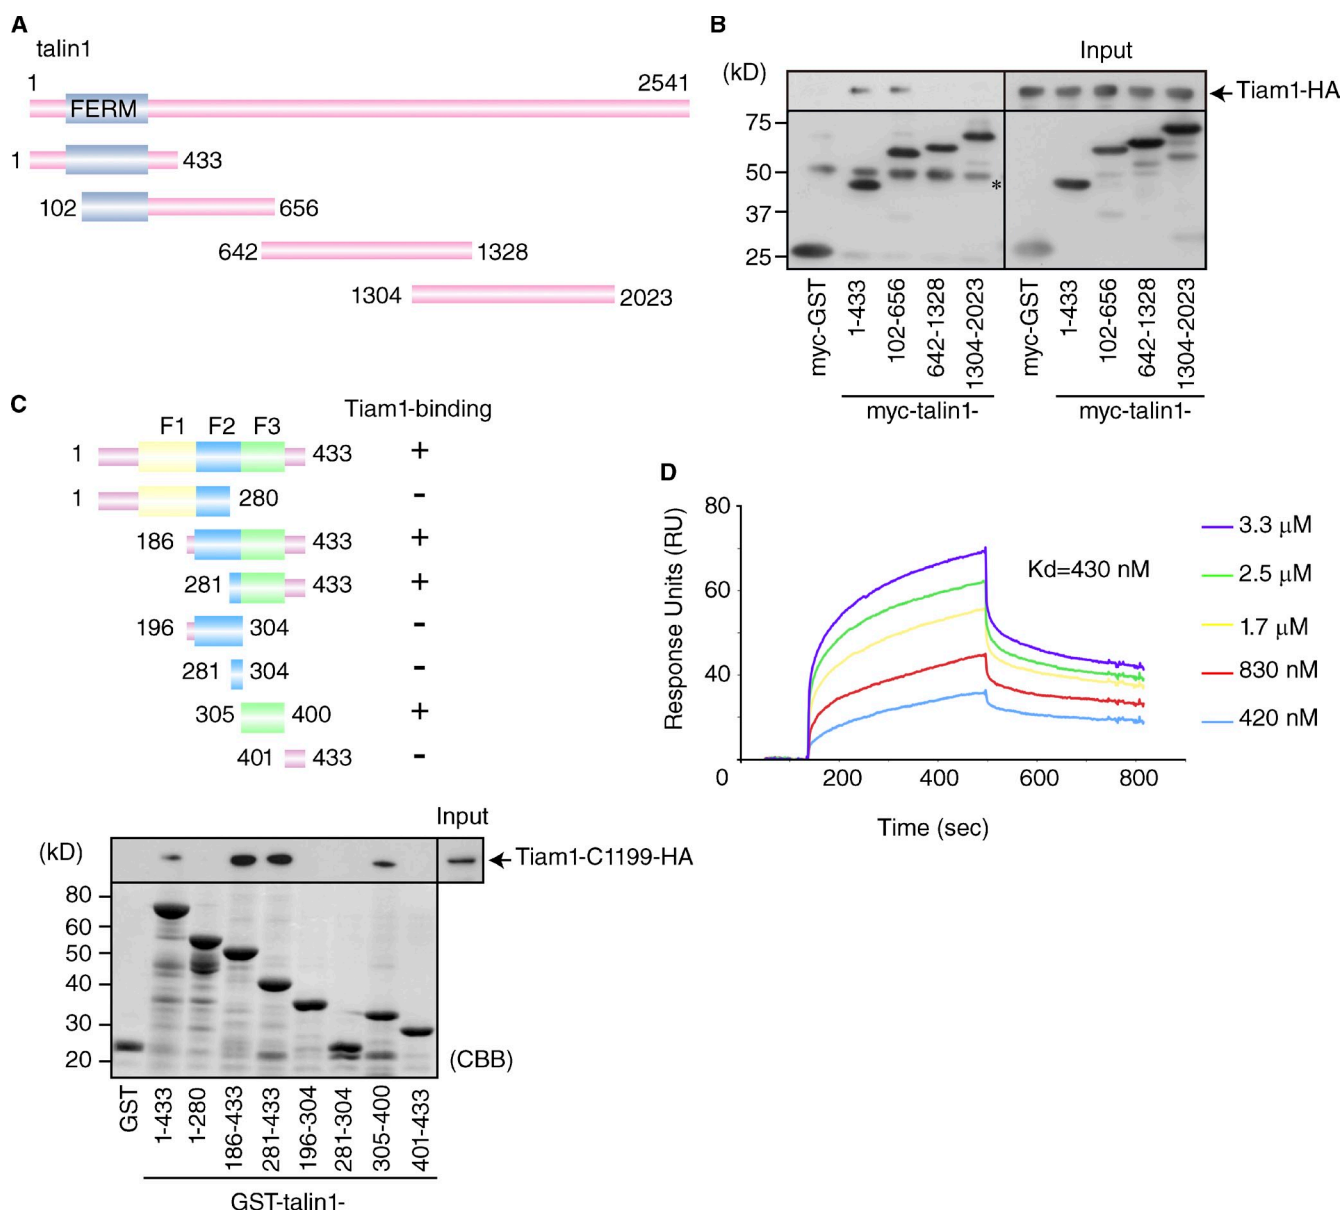 A
talin1
1
2541
FERM
1
433
102
656
642
1328
1304
2023
B
Input
(kD)
Tiam1-HA
75
50
*
37
25
myc-GST
1-433
102-656
642-1328
1304-2023
myc-GST
1-433
102-656
642-1328
1304-2023
myc-talin1-
myc-talin1-
C
Tiam1-binding
F1 F2 F3
1 433 +
1 280 -
186 433 +
281 433 +
196 304 -
281 304 -
305 400 +
401 433 -
Input
(kD)
Tiam1-C1199-HA
80
60
50
40
30
20
(CBB)
GST
1-433
1-280
186-433
281-433
196-304
281-304
305-400
401-433
GST-talin1-
D
Response Units (RU)
80
60
40
0
200 400 600 800
Time (sec)
Kd=430 nM
3.3 μM
2.5 μM
1.7 μM
830 nM
420 nM